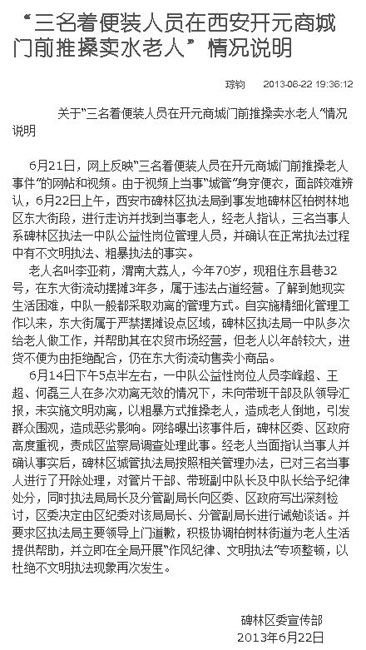 “三名着便装人员在西安开元商城
门前推搡卖水老人”情况说明
琼钧 2013-06-22 19:36:12
关于“三名着便装人员在开元商城门前推搡卖水老人”情况
说明
6月21日，网上反映“三名着便装人员在开元商城门前推搡老人
事件”的网帖和视频。由于视频上当事“城管”身穿便衣，面部较难辨
认，6月22日上午，西安市碑林区执法局到事发地碑林区柏树林地
区东大街段，进行走访并找到当事老人，经老人指认，三名当事人
系碑林区执法一中队公益性岗位管理人员，并确认在正常执法过程
中有不文明执法、粗暴执法的事实。
老人名叫李亚莉，渭南大荔人，今年70岁，现租住东县巷32
号，在东大街流动摆摊3年多，属于违法占道经营。了解到她现实
生活困难，中队一般都采取劝离的管理方式。自实施精细化管理工
作以来，东大街属于严禁摆摊设点区域，碑林区执法局一中队多次
给老人做工作，并帮助其在农贸市场经营，但老人以年龄较大，进
货不便为由拒绝配合，仍在东大街流动售卖小商品。
6月14日下午5点半左右，一中队公益性岗位人员李峰超、王
超、何磊三人在多次劝离无效的情况下，未向带班干部及队领导汇
报，未实施文明劝离，以粗暴方式推搡老人，造成老人倒地，引发
群众围观，造成恶劣影响。网络曝出该事件后，碑林区委、区政府
高度重视，责成区监察局调查处理此事。经老人当面指认当事人并
确认事实后，碑林区城管执法局按照相关管理办法，已对三名当事
人进行了开除处理，对管片干部、带班副中队长及中队长给予纪律
处分，同时执法局局长及分管副局长向区委、区政府写出深刻检
讨，区委决定由区纪委对该局局长、分管副局长进行诫勉谈话。并
要求区执法局主要领导上门道歉，积极协调柏树林街道为老人生活
提供帮助，并立即在全局开展“作风纪律、文明执法”专项整顿，以
杜绝不文明执法现象再次发生。
碑林区委宣传部
2013年6月22日